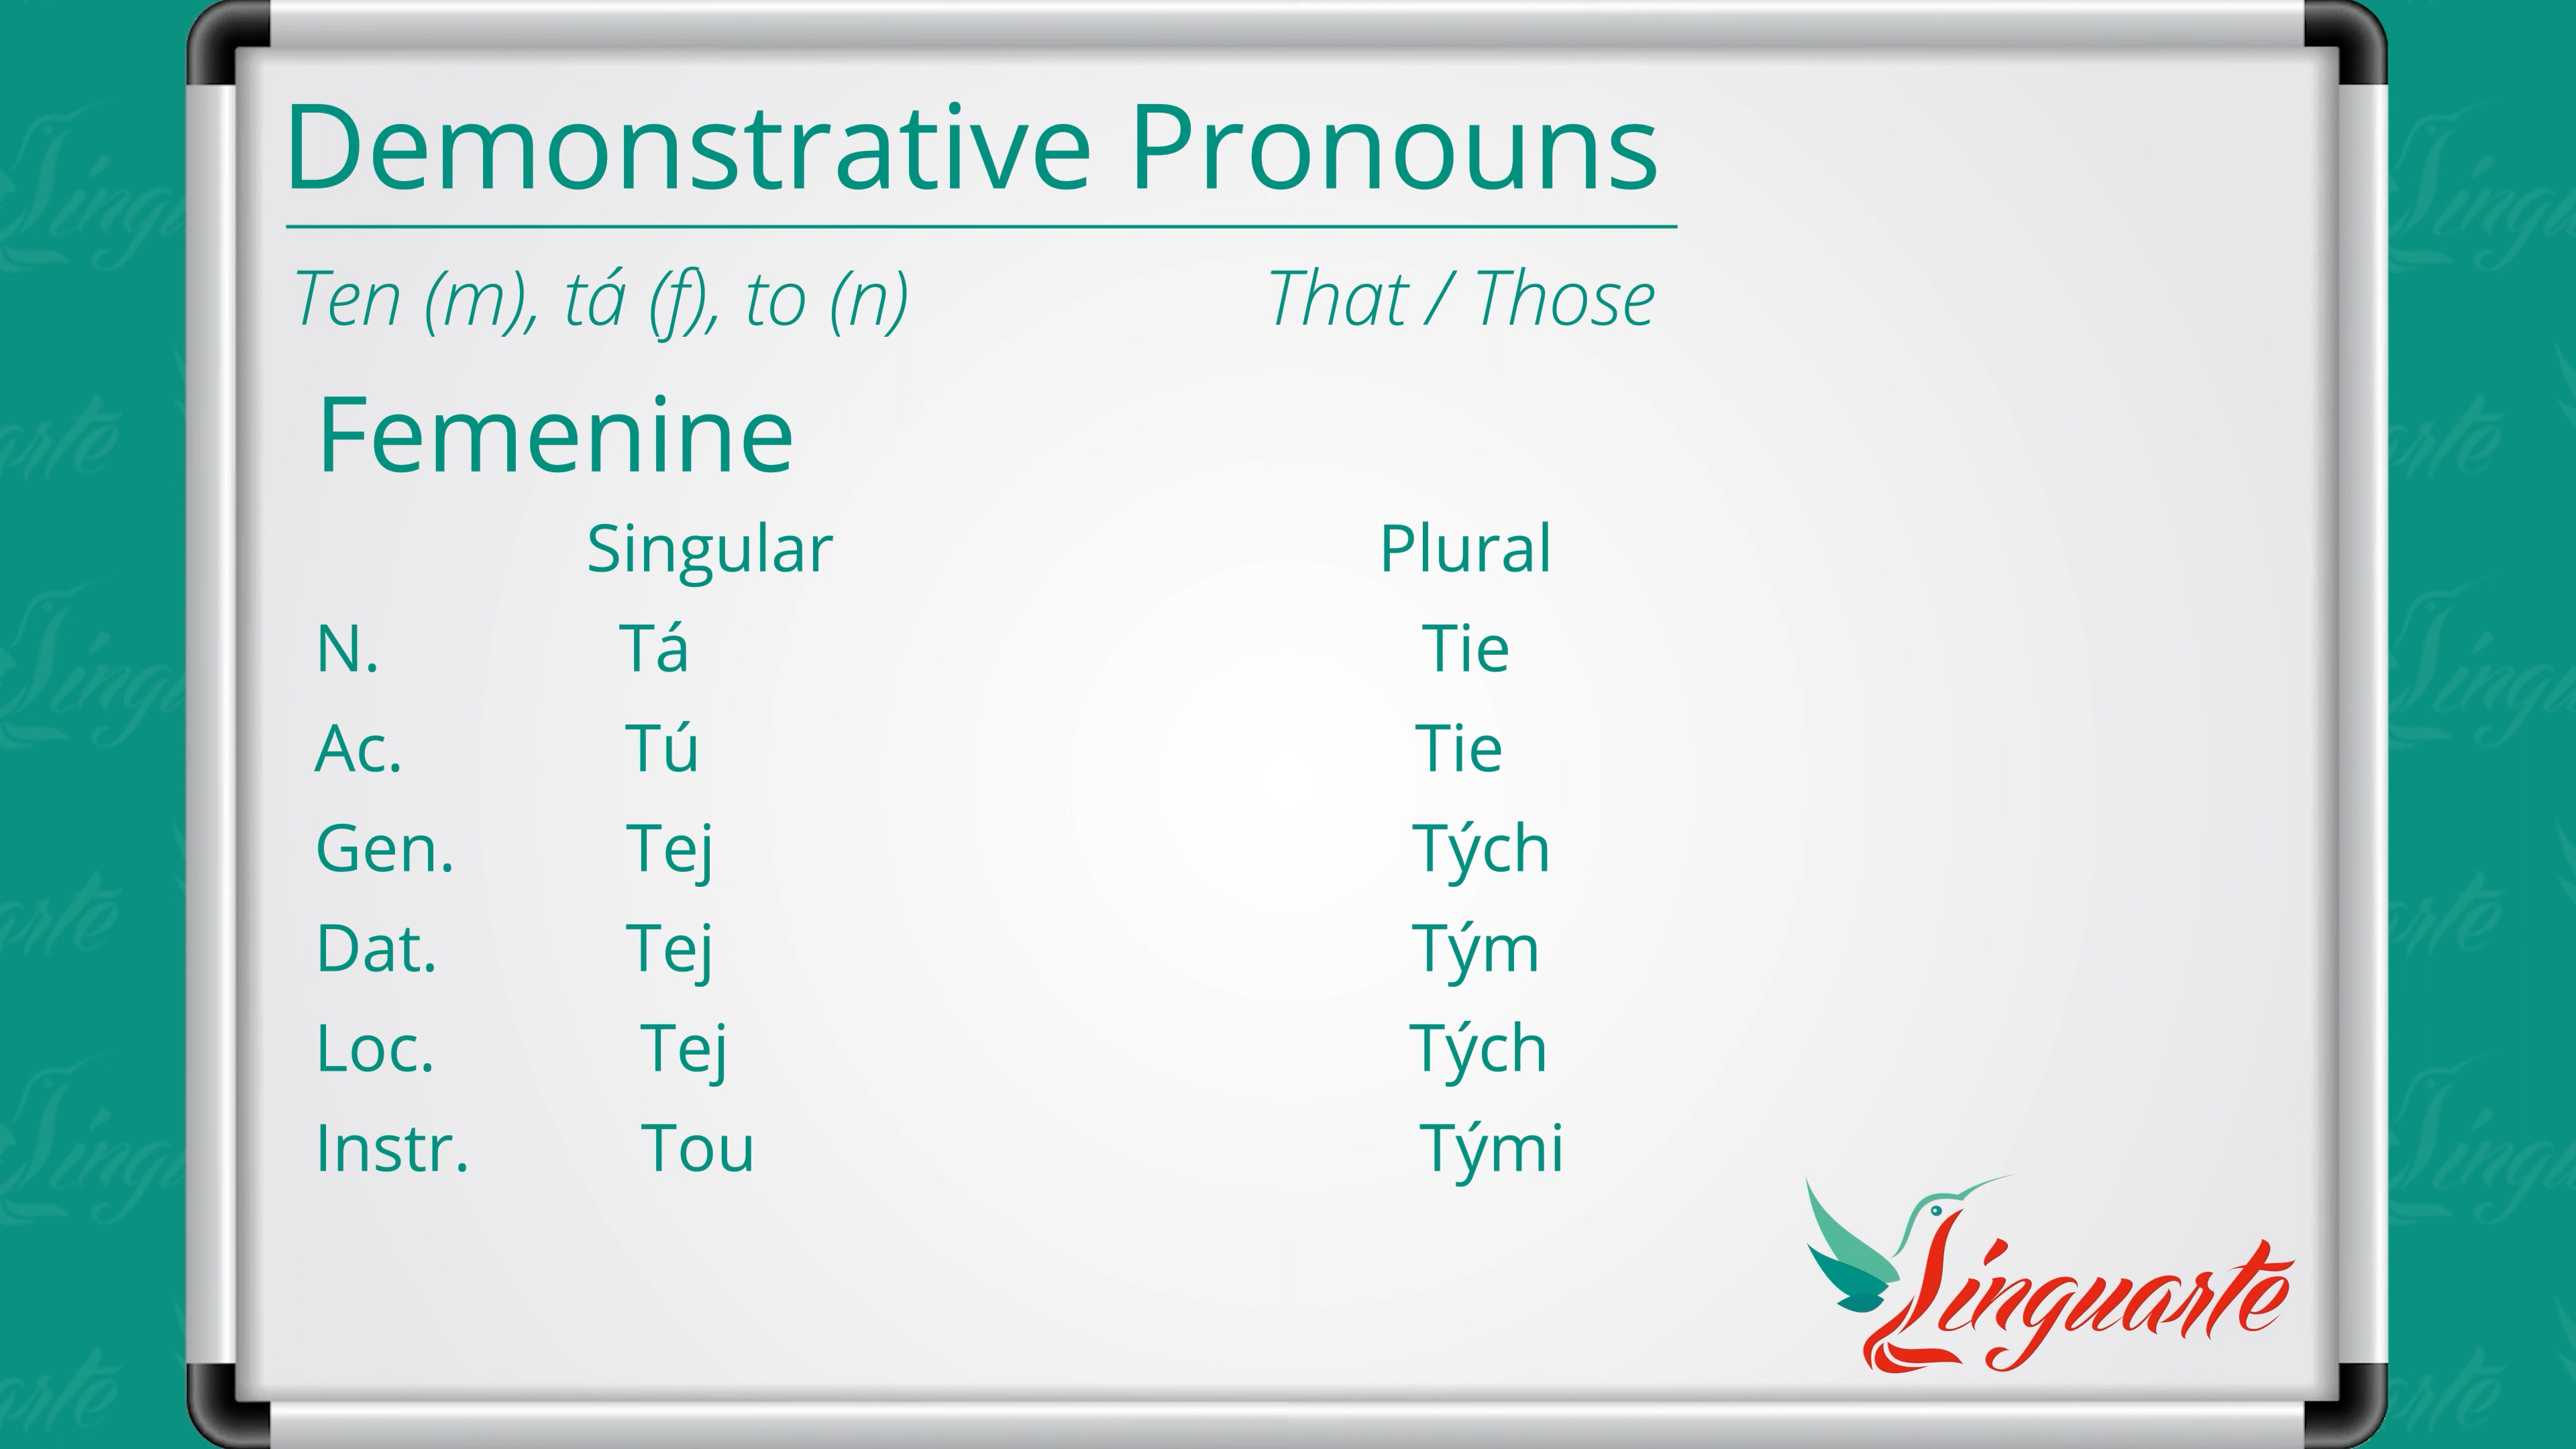 Demonstrative Pronouns
Ten (m), tá (f), to (n) That / Those
Femenine
Singular Plural
N. Tá Tie
Ac. Tú Tie
Gen. Tej Tých
Dat. Tej Tým
Loc. Tej Tých
Instr. Tou Tými
Linguarte